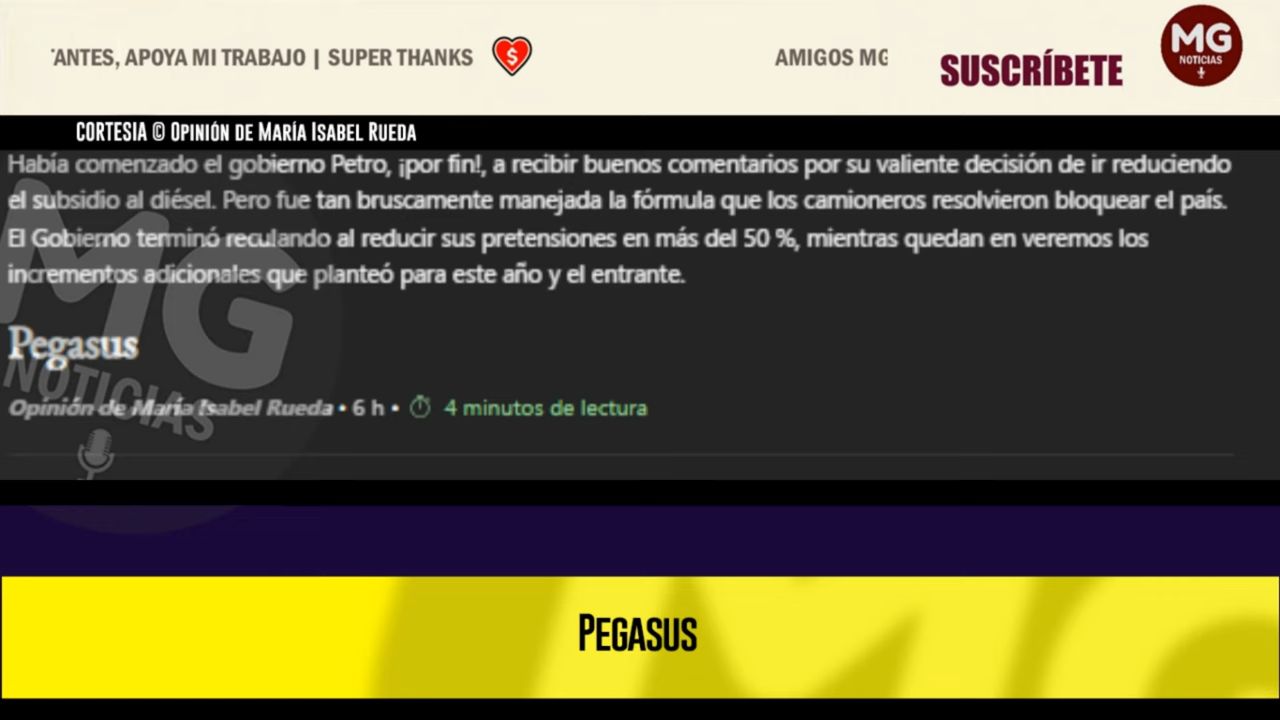 'ANTES, APOYA MI TRABAJO | SUPER THANKS
AMIGOS MG
SUSCRÍBETE
MG
NOTICIAS
CORTESIA © OPINIÓN DE MARÍA ISABEL RUEDA
Había comenzado el gobierno Petro, ¡por fin!, a recibir buenos comentarios por su valiente decisión de ir reduciendo
el subsidio al diésel. Pero fue tan bruscamente manejada la fórmula que los camioneros resolvieron bloquear el país.
El Gobierno terminó reculando al reducir sus pretensiones en más del 50 %, mientras quedan en veremos los
incrementos adicionales que planteó para este año y el entrante.
MG
NOTICIAS
Pegasus
Opinión de María Isabel Rueda • 6 h • 4 minutos de lectura
PEGASUS